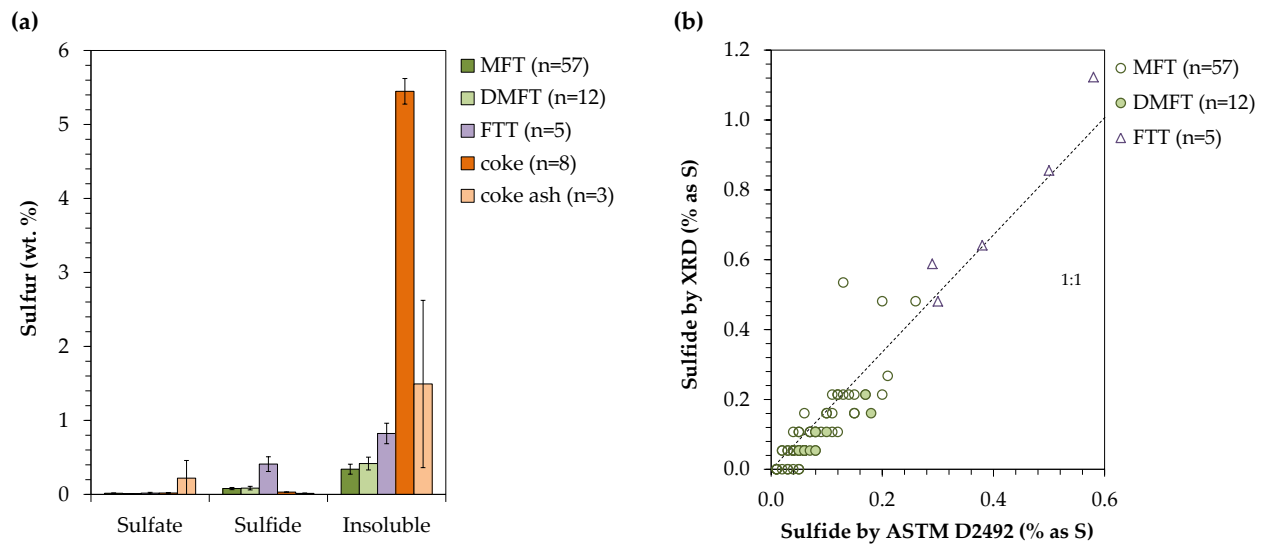 (a)
Sulfur (wt. %)
6
5
4
3
2
1
0
Sulfate
Sulfide
Insoluble
MFT (n=57)
DMFT (n=12)
FTT (n=5)
coke (n=8)
coke ash (n=3)
(b)
Sulfide by XRD (% as S)
1.2
1.0
0.8
0.6
0.4
0.2
0.0
0.0
0.2
0.4
0.6
Sulfide by ASTM D2492 (% as S)
1:1
MFT (n=57)
DMFT (n=12)
FTT (n=5)